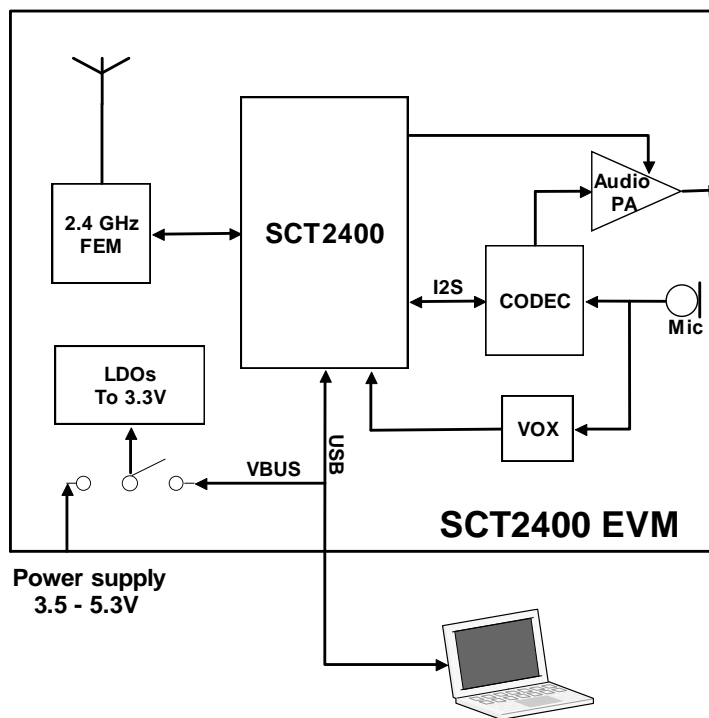 2.4 GHz
FEM
SCT2400
Audio
PA
I2S
CODEC
Mic
LDOs
To 3.3V
VOX
USB
VBUS
SCT2400 EVM
Power supply
3.5 - 5.3V